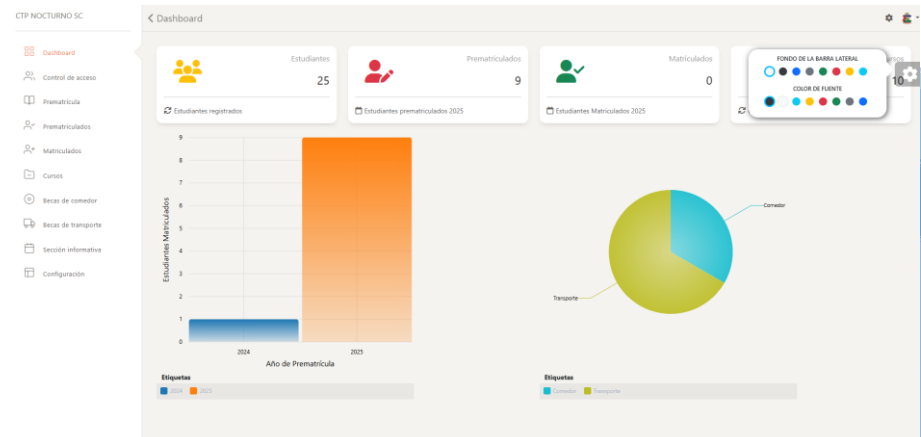 CTP NOCTURNO SC
Dashboard
Dashboard
Control de acceso
Prematrícula
Prematriculados
Matriculados
Cursos
Becas de comedor
Becas de transporte
Sección informativa
Configuración
Estudiantes
25
Estudiantes registrados
Prematriculados
9
Estudiantes prematriculados 2025
Matriculados
0
Estudiantes Matriculados 2025
10
FONDO DE LA BARRA LATERAL
COLOR DE FUENTE
9
8
7
6
5
4
3
2
1
0
Estudiantes Matriculados
2024 2025
Año de Prematrícula
Etiquetas
2024 2025
Comedor
Transporte
Etiquetas
Comedor Transporte